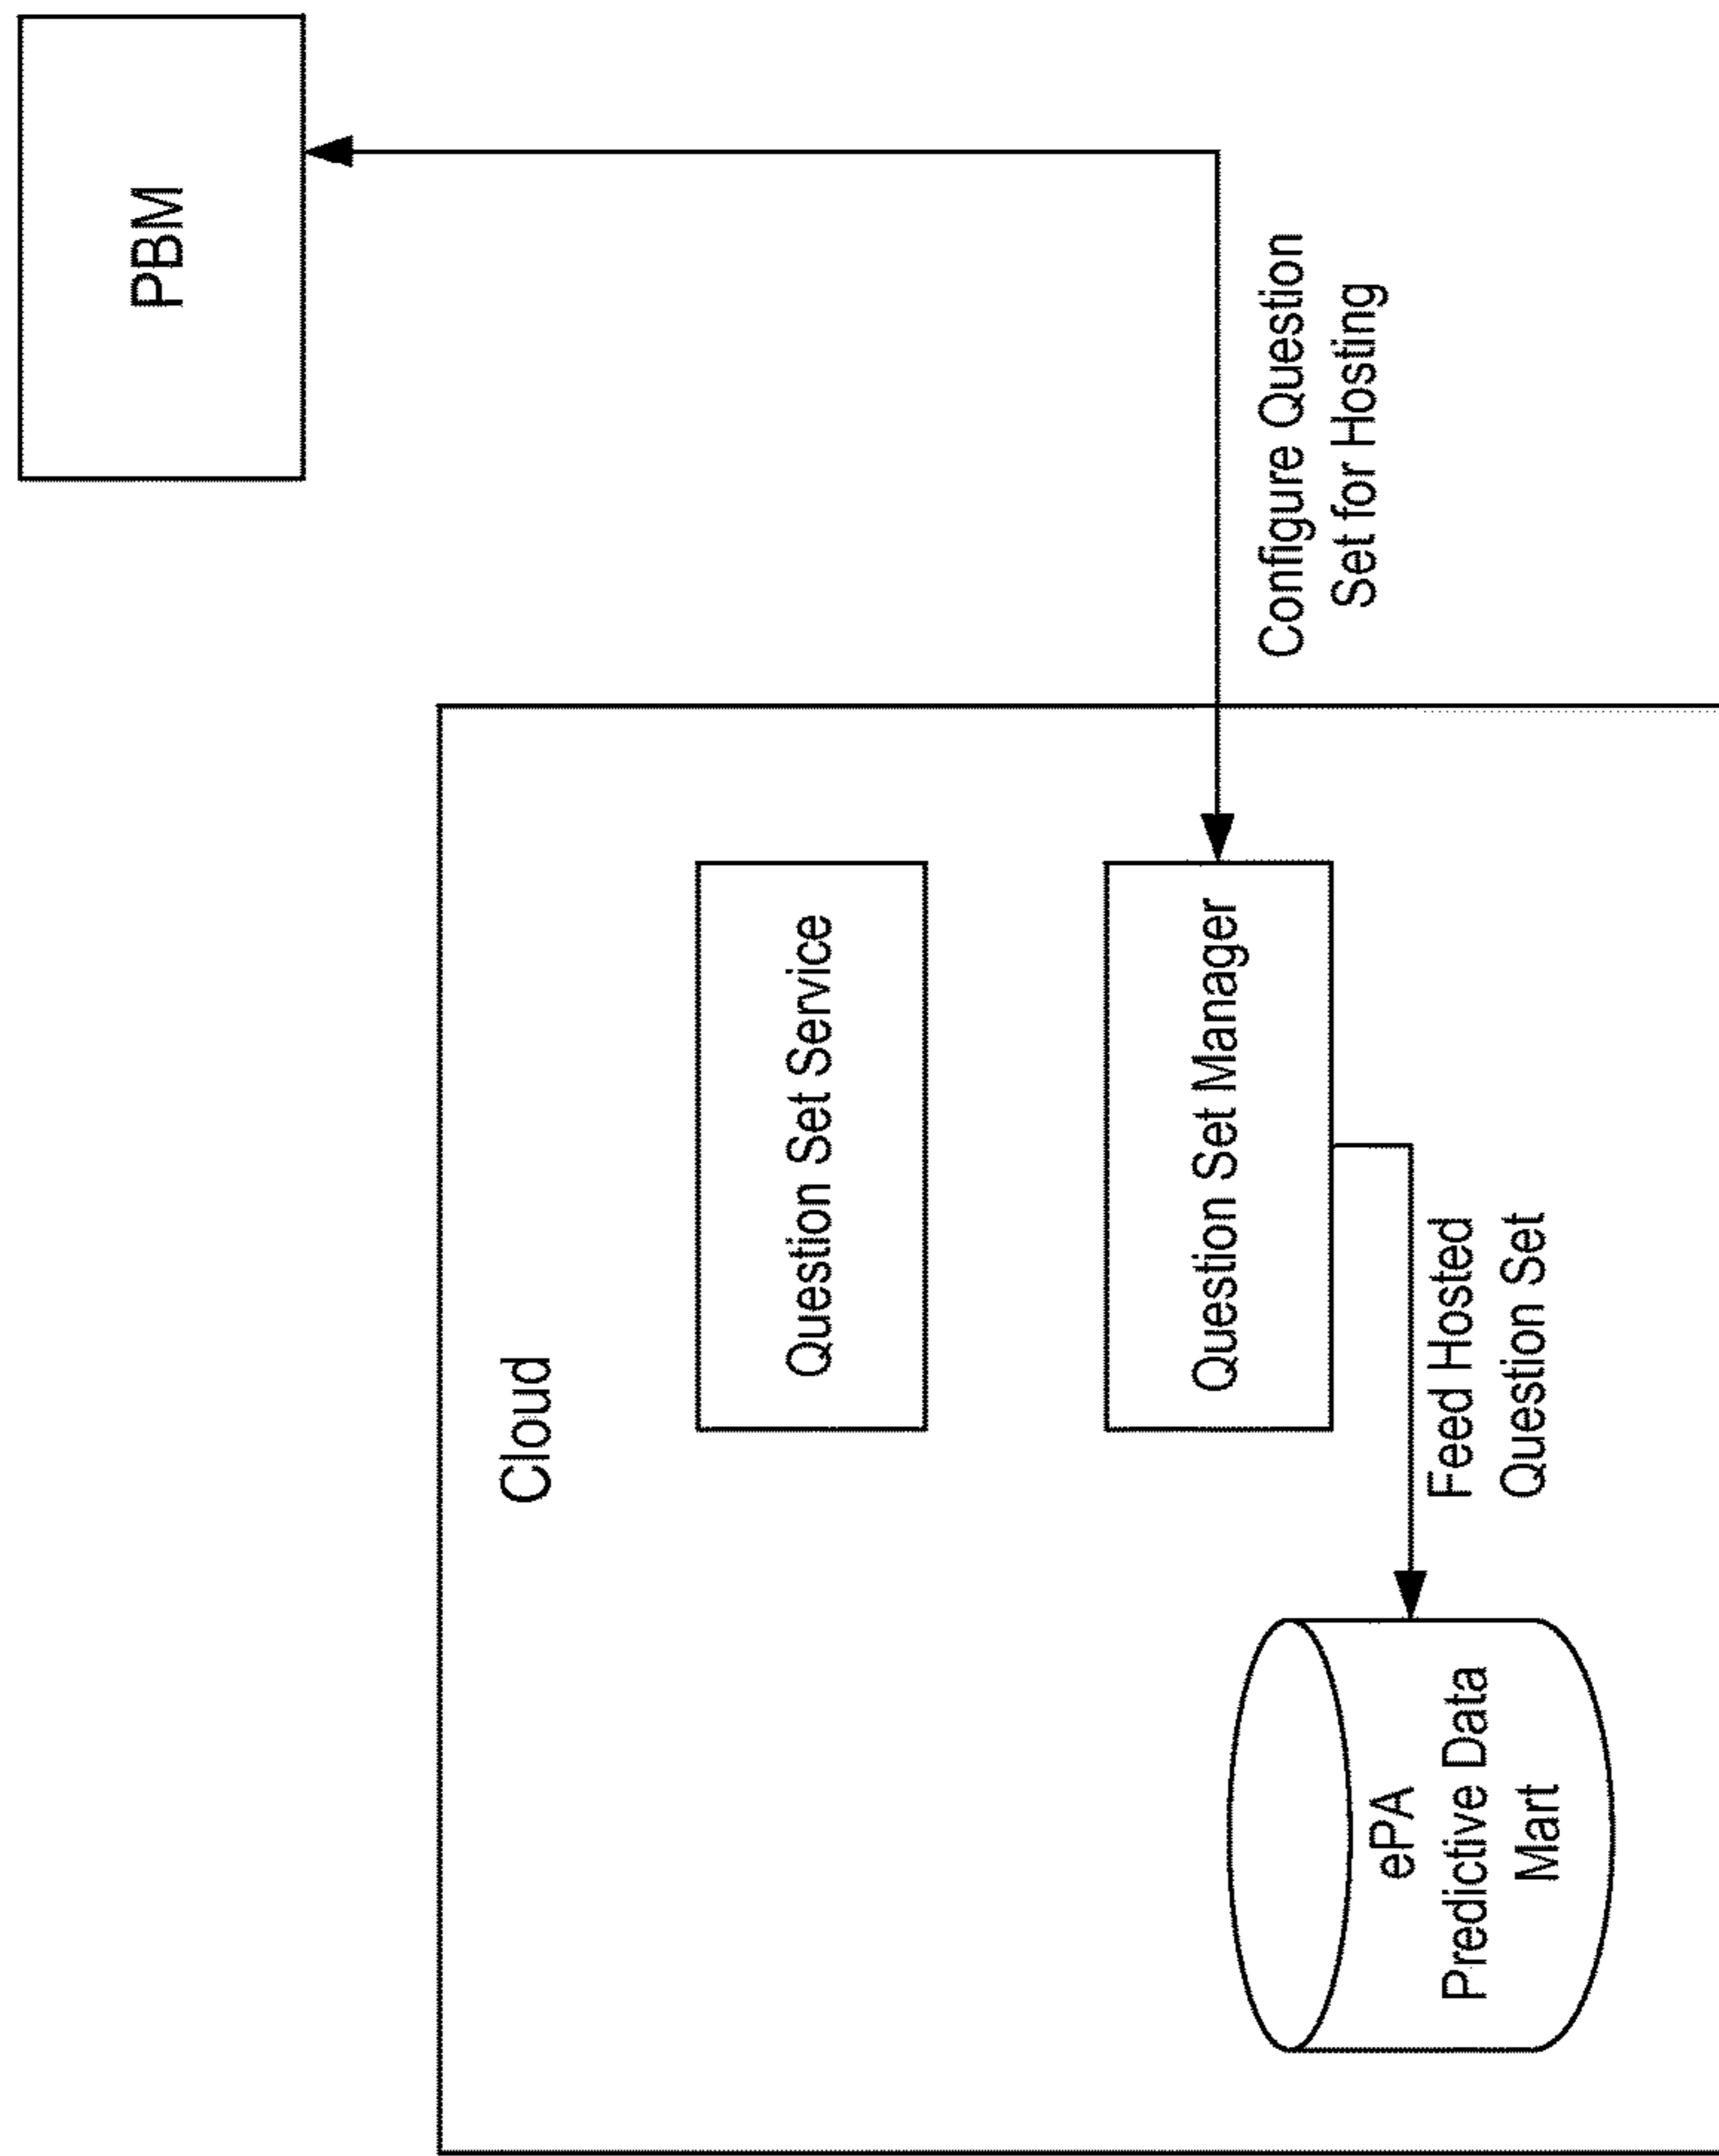 PBM
Cloud
Question Set Service
Question Set Manager
Configure Question
Set for Hosting
Feed Hosted
Question Set
ePA
Predictive Data
Mart